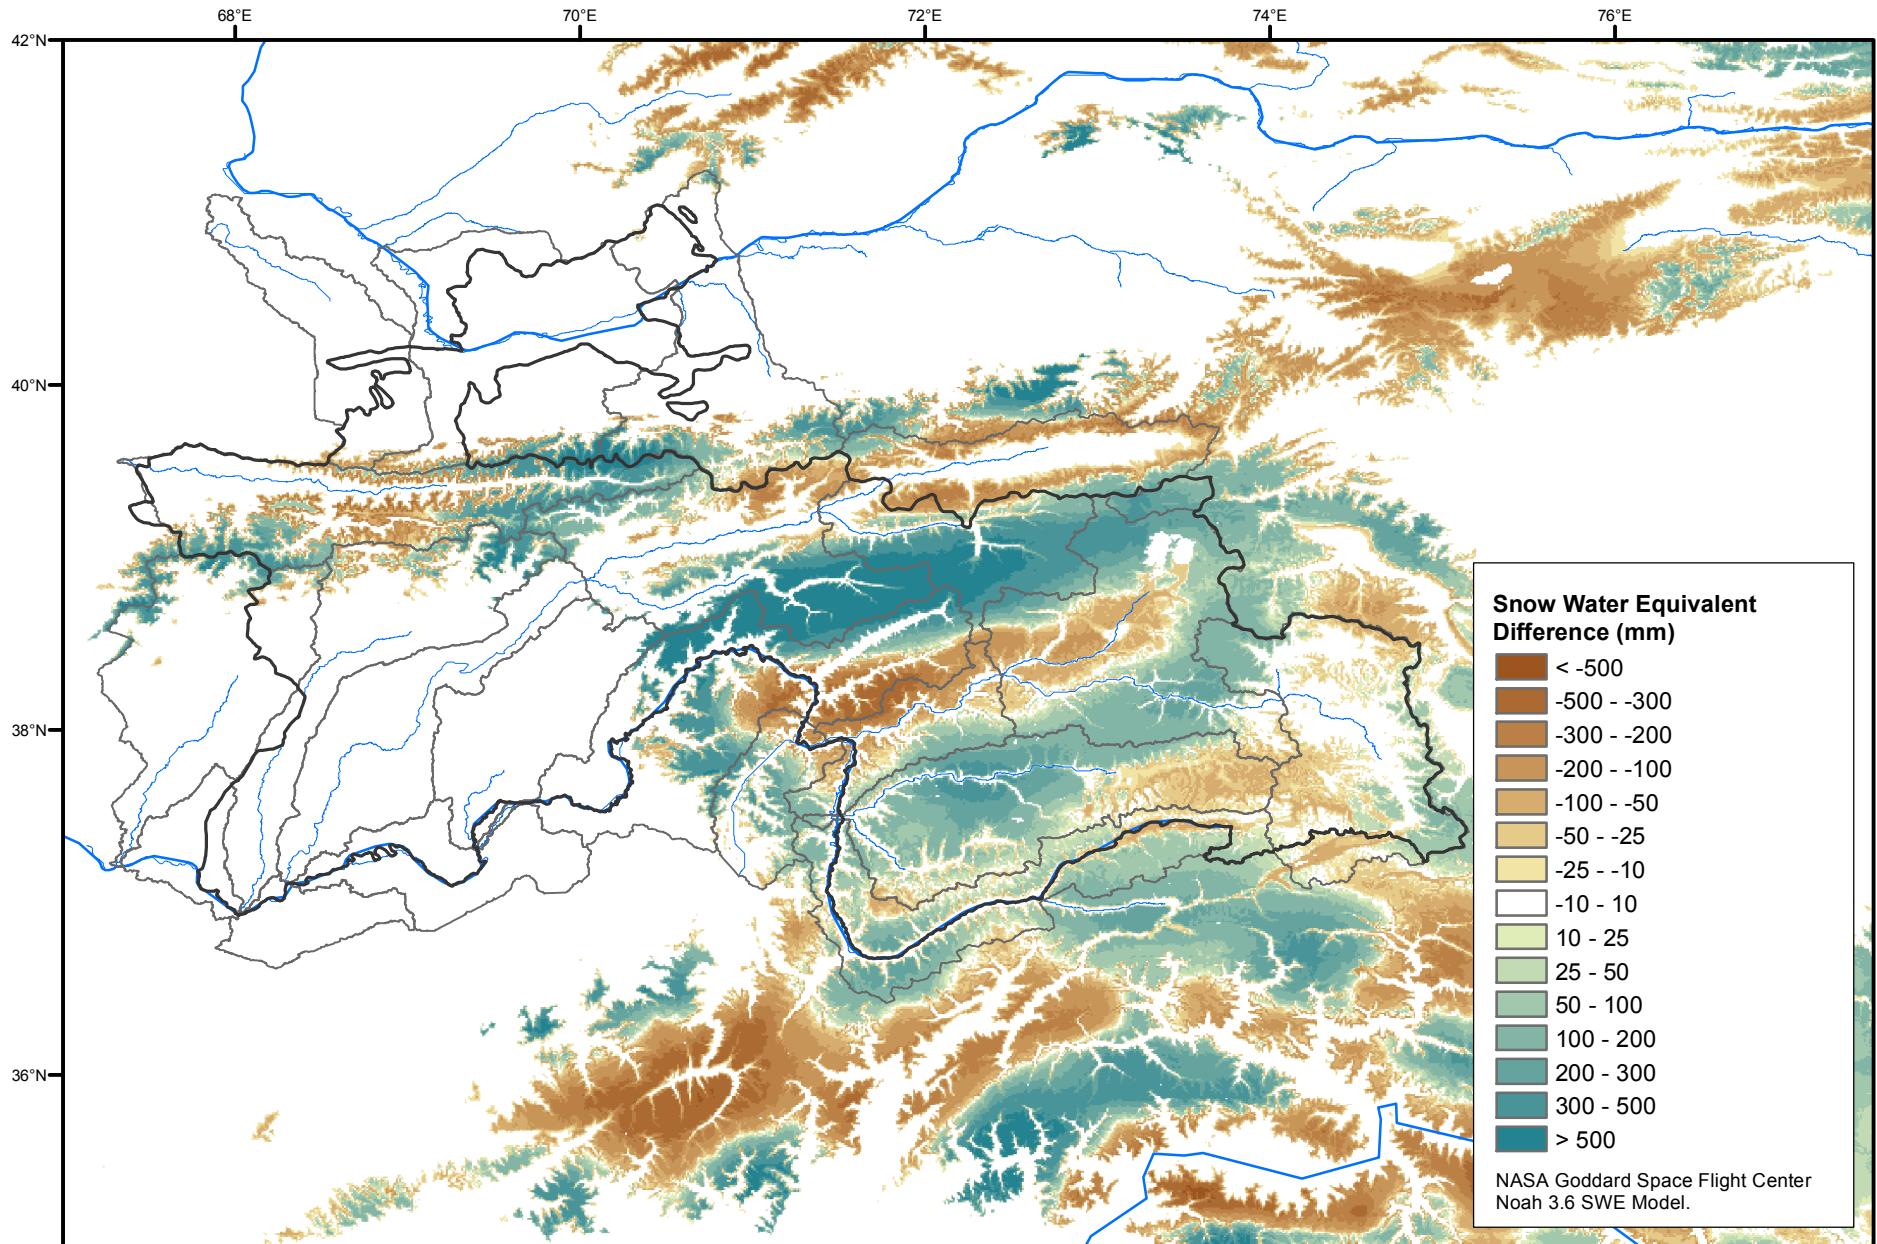 68°E
70°E
72°E
74°E
76°E
42°N
40°N
38°N
36°N
Snow Water Equivalent
Difference (mm)
< -500
-500 - -300
-300 - -200
-200 - -100
-100 - -50
-50 - -25
-25 - -10
-10 - 10
10 - 25
25 - 50
50 - 100
100 - 200
200 - 300
300 - 500
> 500
NASA Goddard Space Flight Center
Noah 3.6 SWE Model.